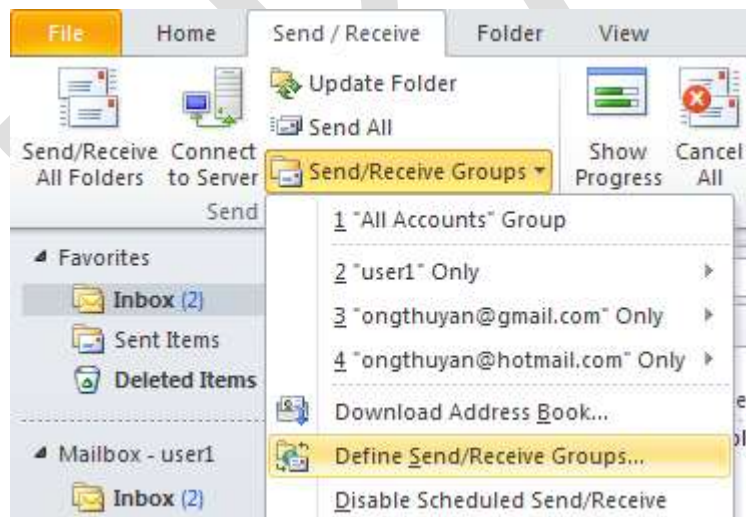 File Home Send / Receive Folder View
Update Folder
Send All
Send/Receive Groups
Send/Receive All Folders
Connect to Server
Show Progress
Cancel All
Send
1 "All Accounts" Group
2 "user1" Only
3 "ongthuyan@gmail.com" Only
4 "ongthuyan@hotmail.com" Only
Download Address Book...
Define Send/Receive Groups...
Disable Scheduled Send/Receive
Favorites
Inbox (2)
Sent Items
Deleted Items
Mailbox - user1
Inbox (2)